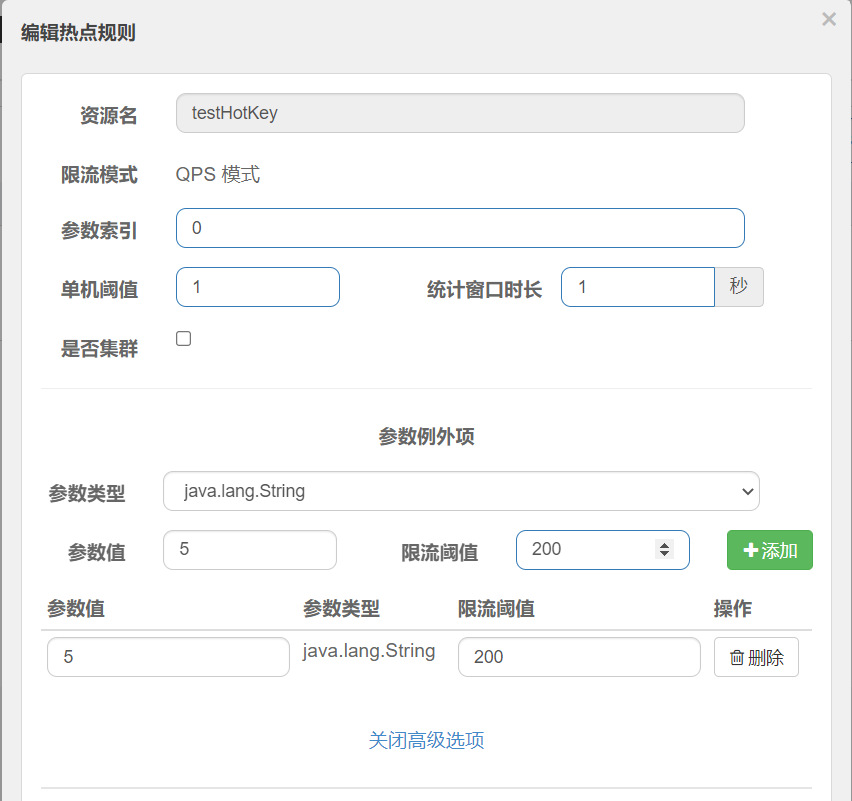 编辑热点规则 ×
资源名 testHotKey
限流模式 QPS 模式
参数索引 0
单机阈值 1 统计窗口时长 1 秒
是否集群
参数例外项
参数类型 java.lang.String
参数值 5 限流阈值 200 +添加
参数值 参数类型 限流阈值 操作
5 java.lang.String 200 删除
关闭高级选项